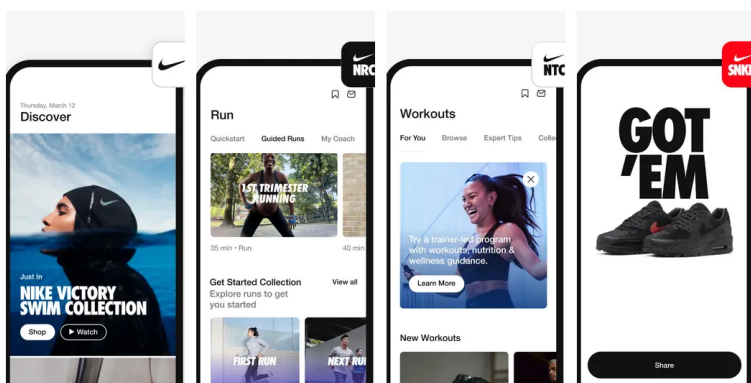 Thursday, March 12
Discover
Just In
NIKE VICTORY
SWIM COLLECTION
Shop
Watch
NRC
Run
Quickstart
Guided Runs
My Coach
1ST TRIMESTER
RUNNING
35 min • Run
40 min
Get Started Collection
View all
Explore runs to get
you started
FIRST RUN
NEXT RU
NTC
Workouts
For You
Browse
Expert Tips
Colle
Try a trainer-led program
with workouts, nutrition &
wellness guidance.
Learn More
New Workouts
SNK
GOT
'EM
Share